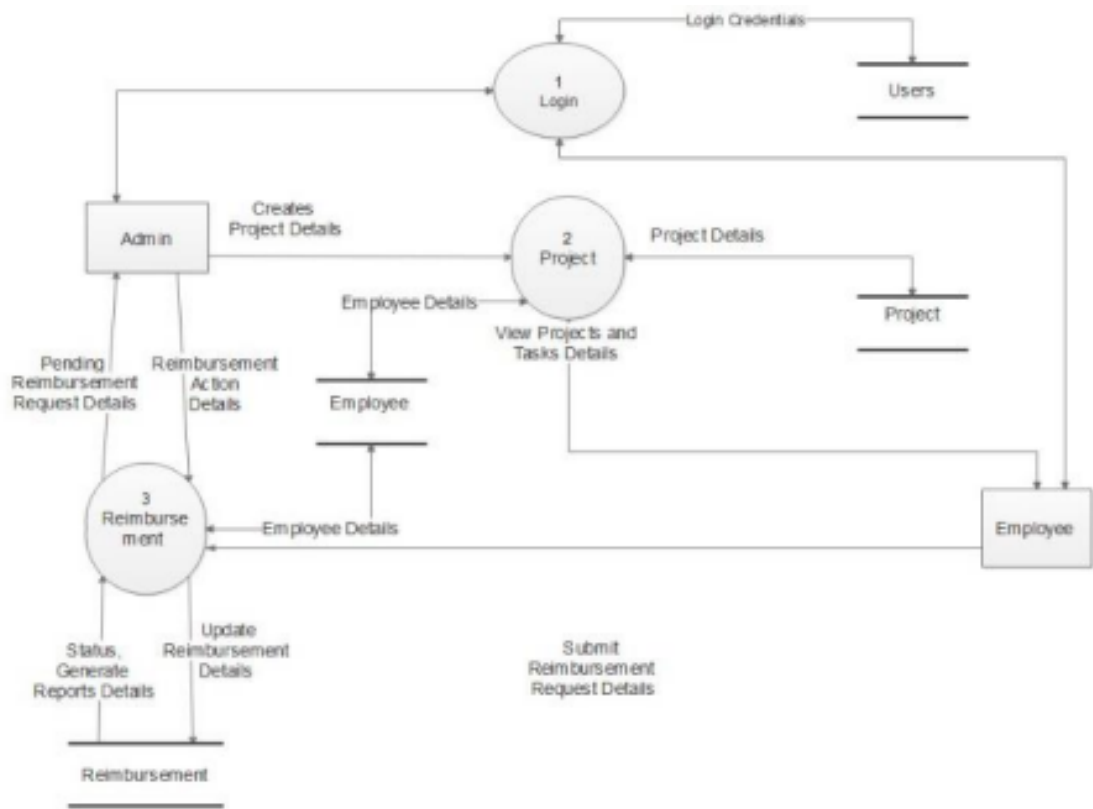 Login Credentials
1
Login
Users
Creates
Project Details
Admin
2
Project
Project Details
Employee Details
Project
View Projects and
Tasks Details
Pending
Reimbursement
Request Details
Reimbursement
Action
Details
Employee
3
Reimburse
ment
Employee Details
Employee
Status,
Generate
Reports Details
Update
Reimbursement
Details
Submit
Reimbursement
Request Details
Reimbursement